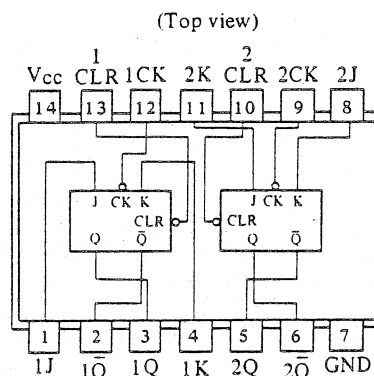 (Top view)
1 2
Vcc CLR 1CK 2K CLR 2CK 2J
14 13 12 11 10 9 8
J CK K J CK K
CLR CLR
Q Q̅ Q Q̅
1 2 3 4 5 6 7
1J 1Q̅ 1Q 1K 2Q 2Q̅ GND